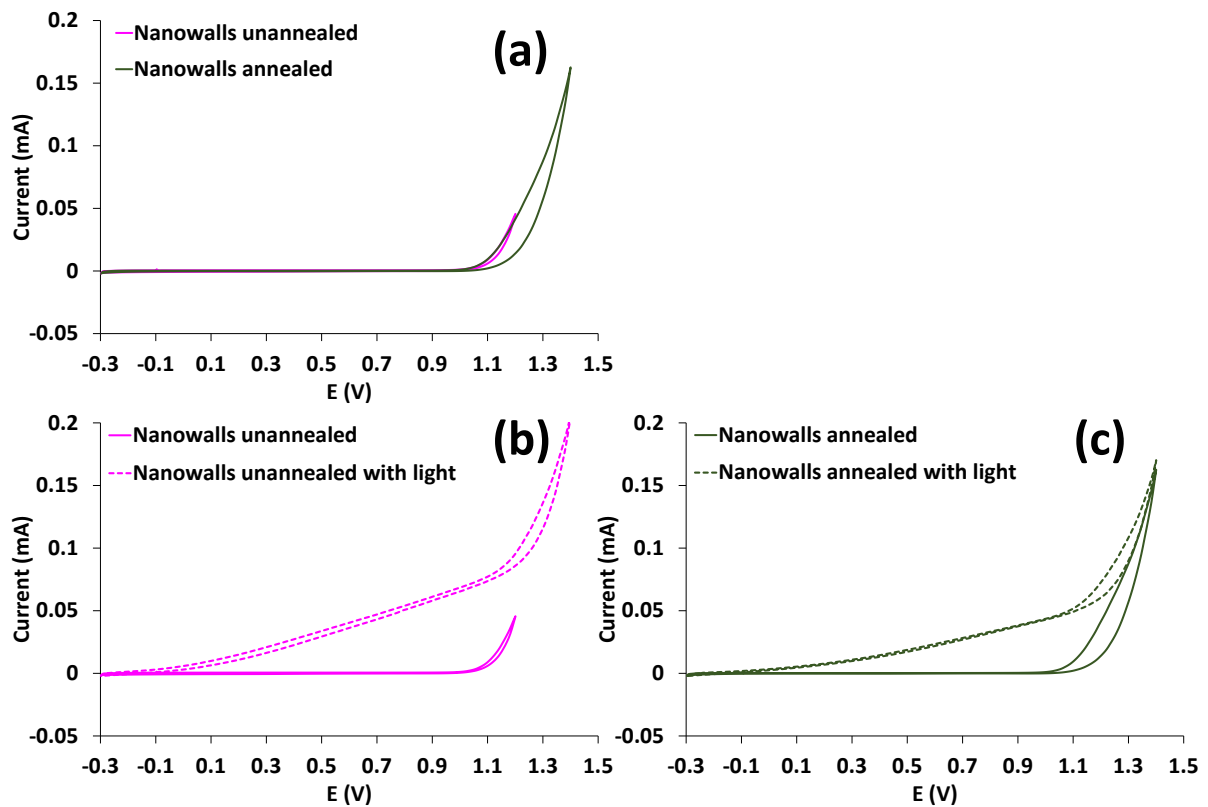 0.2
0.15
0.1
0.05
0
-0.05
Current (mA)
Nanowalls unannealed
Nanowalls annealed
(a)
-0.3 -0.1 0.1 0.3 0.5 0.7 0.9 1.1 1.3 1.5
E (V)
0.2
0.15
0.1
0.05
0
-0.05
Current (mA)
Nanowalls unannealed
Nanowalls unannealed with light
(b)
-0.3 -0.1 0.1 0.3 0.5 0.7 0.9 1.1 1.3 1.5
E (V)
0.2
0.15
0.1
0.05
0
-0.05
Current (mA)
Nanowalls annealed
Nanowalls annealed with light
(c)
-0.3 -0.1 0.1 0.3 0.5 0.7 0.9 1.1 1.3 1.5
E (V)